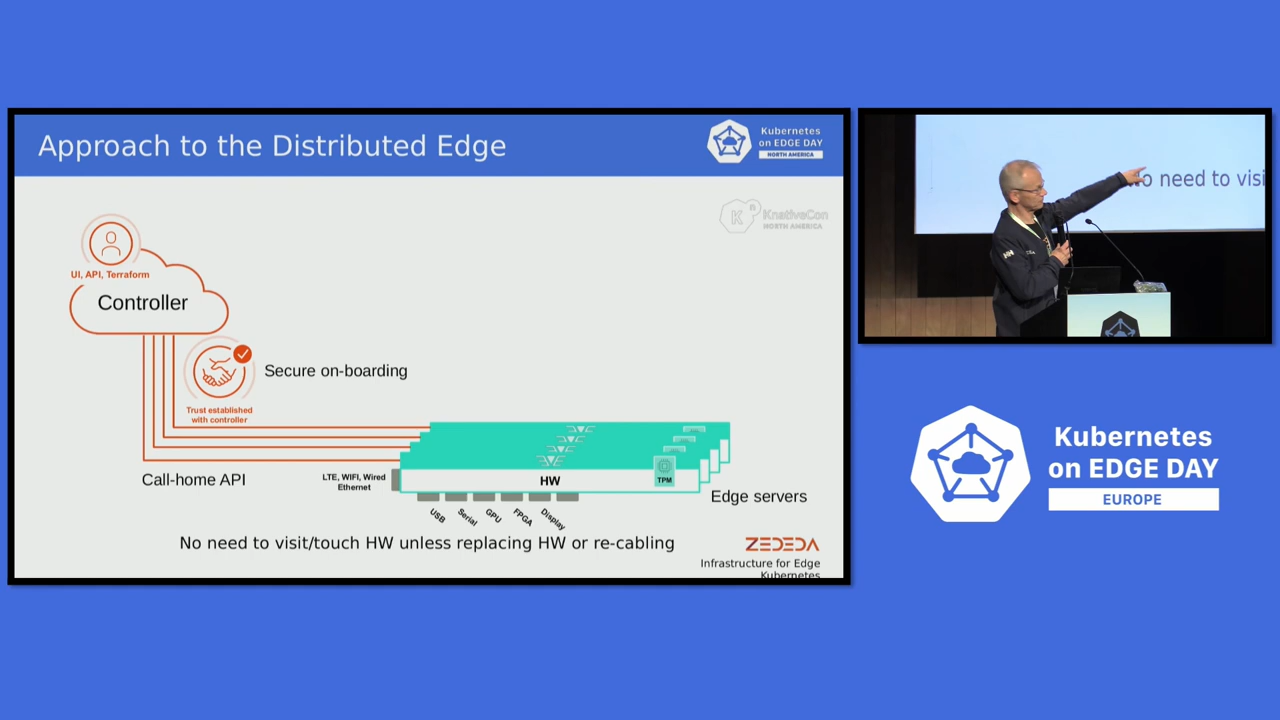 Approach to the Distributed Edge
Kubernetes
on EDGE DAY
NORTH AMERICA
K
n
KnativeCon
NORTH AMERICA
UI, API, Terraform
Controller
Secure on-boarding
Trust established
with controller
Call-home API
LTE, WIFI, Wired
Ethernet
HW
TPM
Edge servers
USB
Serial
GPU
FPGA
Display
No need to visit/touch HW unless replacing HW or re-cabling
ZEDEDA
Infrastructure for Edge
Kubernetes
No need to visi
Kubernetes
on EDGE DAY
EUROPE